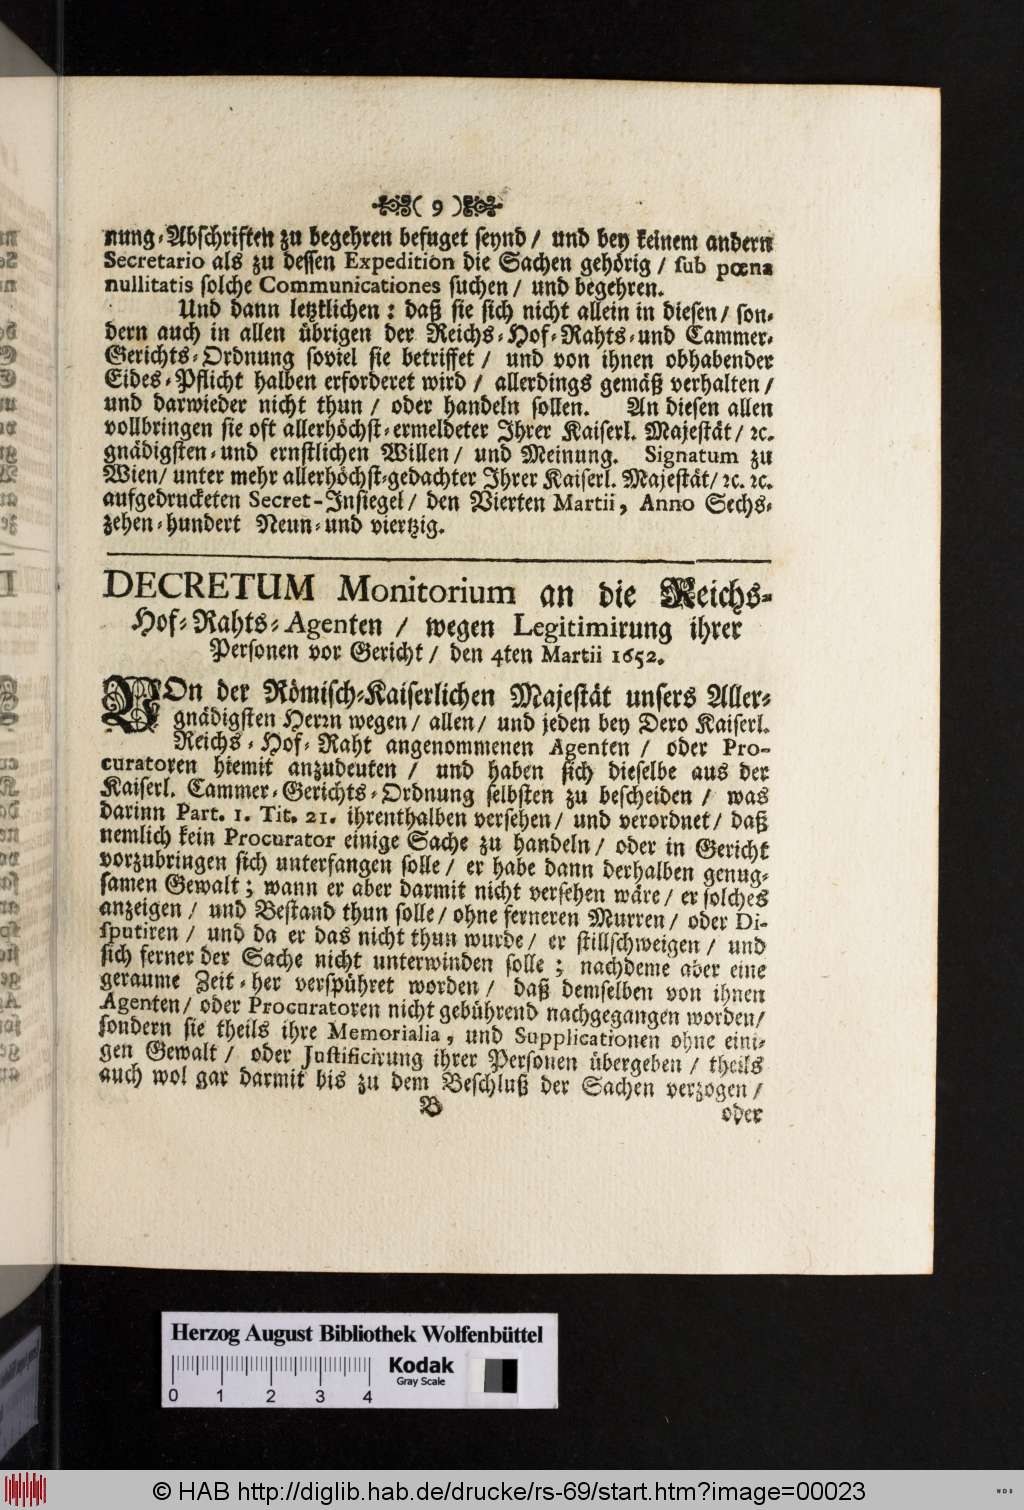 ( 9 )
nung-Abschrifften zu begehren befuget seynd / und bey keinem andern
Secretario als zu dessen Expedition die Sachen gehörig / sub pœna
nullitatis solche Communicationes suchen / und begehren.
Und dann letztlichen : daß sie sich nicht allein in diesen / son-
dern auch in allen übrigen der Reichs-Hof-Rahts-und Cammer-
Gerichts-Ordnung soviel sie betriffet / und von ihnen obhabender
Eides-Pflicht halben erforderet wird / allerdings gemäß verhalten /
und darwieder nicht thun / oder handeln sollen. An diesen allen
vollbringen sie oft allerhöchst-ermeldeter Ihrer Kaiserl. Majestät / ꝛc.
gnädigsten-und ernstlichen Willen / und Meinung. Signatum zu
Wien / unter mehr allerhöchst-gedachter Ihrer Kaiserl. Majestät / ꝛc. ꝛc.
aufgedrucketen Secret-Insiegel / den Vierten Martii, Anno Sechs-
zehen-hundert Neun-und viertzig.
DECRETUM Monitorium an die Reichs-
Hof-Rahts-Agenten / wegen Legitimirung ihrer
Personen vor Gericht / den 4ten Martii 1652.
VOn der Römisch-Kaiserlichen Majestät unsers Aller-
gnädigsten Herꝛn wegen / allen / und jeden bey Dero Kaiserl.
Reichs-Hof-Raht angenommenen Agenten / oder Pro-
curatoren hiemit anzudeuten / und haben sich dieselbe aus der
Kaiserl. Cammer-Gerichts-Ordnung selbsten zu bescheiden / was
darinn Part. 1. Tit. 21. ihrenthalben versehen / und verordnet / daß
nemlich kein Procurator einige Sache zu handeln / oder in Gericht
vorzubringen sich unterfangen solle / er habe dann derhalben genug-
samen Gewalt ; wann er aber darmit nicht versehen wäre / er solches
anzeigen / und Bestand thun solle / ohne ferneren Murren / oder Di-
sputiren / und da er das nicht thun wurde / er stillschweigen / und
sich ferner der Sache nicht unterwinden solle ; nachdeme aber eine
geraume Zeit-her verspühret worden / daß demselben von ihnen
Agenten / oder Procuratoren nicht gebührend nachgegangen worden /
sondern sie theils ihre Memorialia, und Supplicationen ohne eini-
gen Gewalt / oder Justificirung ihrer Personen übergeben / theils
auch wol gar darmit bis zu dem Beschluß der Sachen verzogen /
B
oder
Herzog August Bibliothek Wolfenbüttel
Kodak
Gray Scale
0 1 2 3 4
© HAB http://diglib.hab.de/drucke/rs-69/start.htm?image=00023